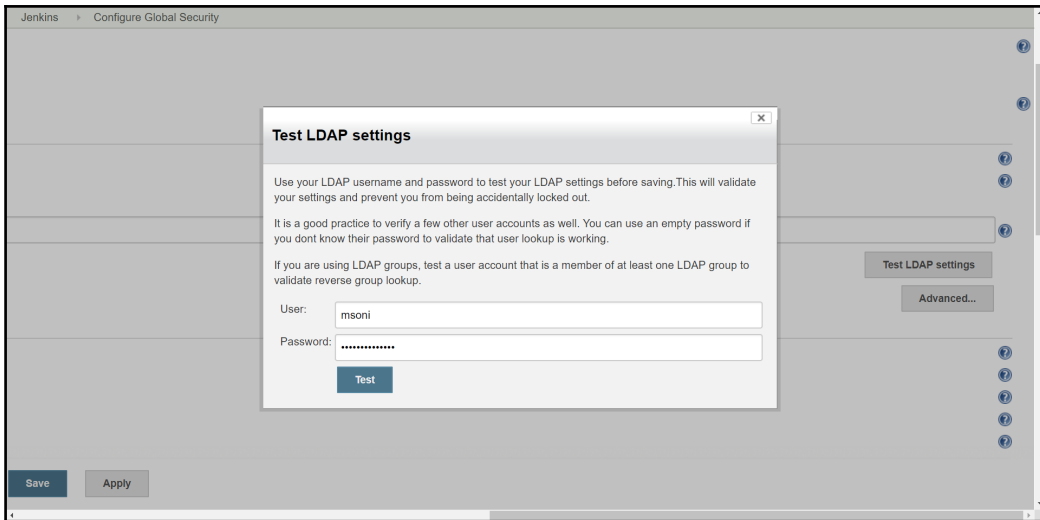 Jenkins Configure Global Security
Test LDAP settings
Use your LDAP username and password to test your LDAP settings before saving.This will validate
your settings and prevent you from being accidentally locked out.
It is a good practice to verify a few other user accounts as well. You can use an empty password if
you dont know their password to validate that user lookup is working.
If you are using LDAP groups, test a user account that is a member of at least one LDAP group to
validate reverse group lookup.
User: msoni
Password: ••••••••••••••
Test
Test LDAP settings
Advanced...
Save Apply